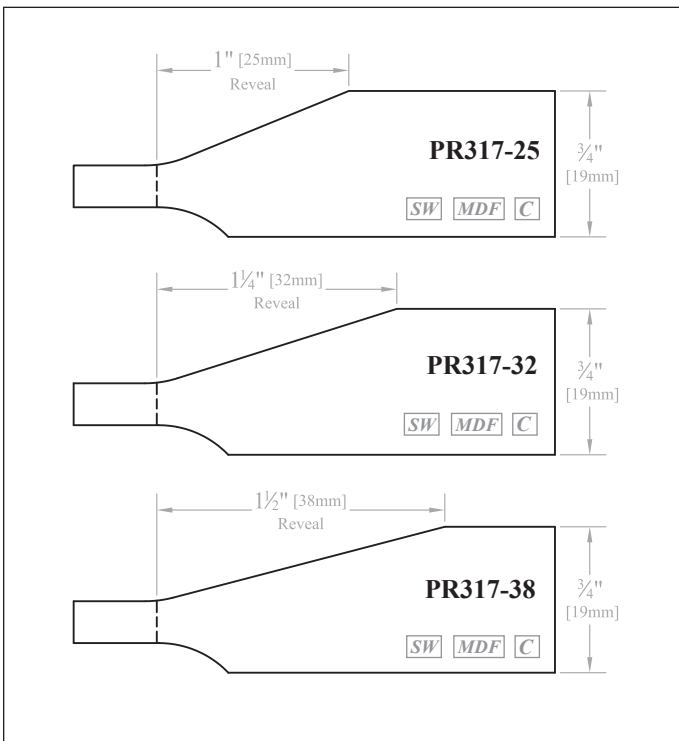 1" [25mm]
Reveal
PR317-25
¾"
[19mm]
SW MDF C
1¼" [32mm]
Reveal
PR317-32
¾"
[19mm]
SW MDF C
1½" [38mm]
Reveal
PR317-38
¾"
[19mm]
SW MDF C